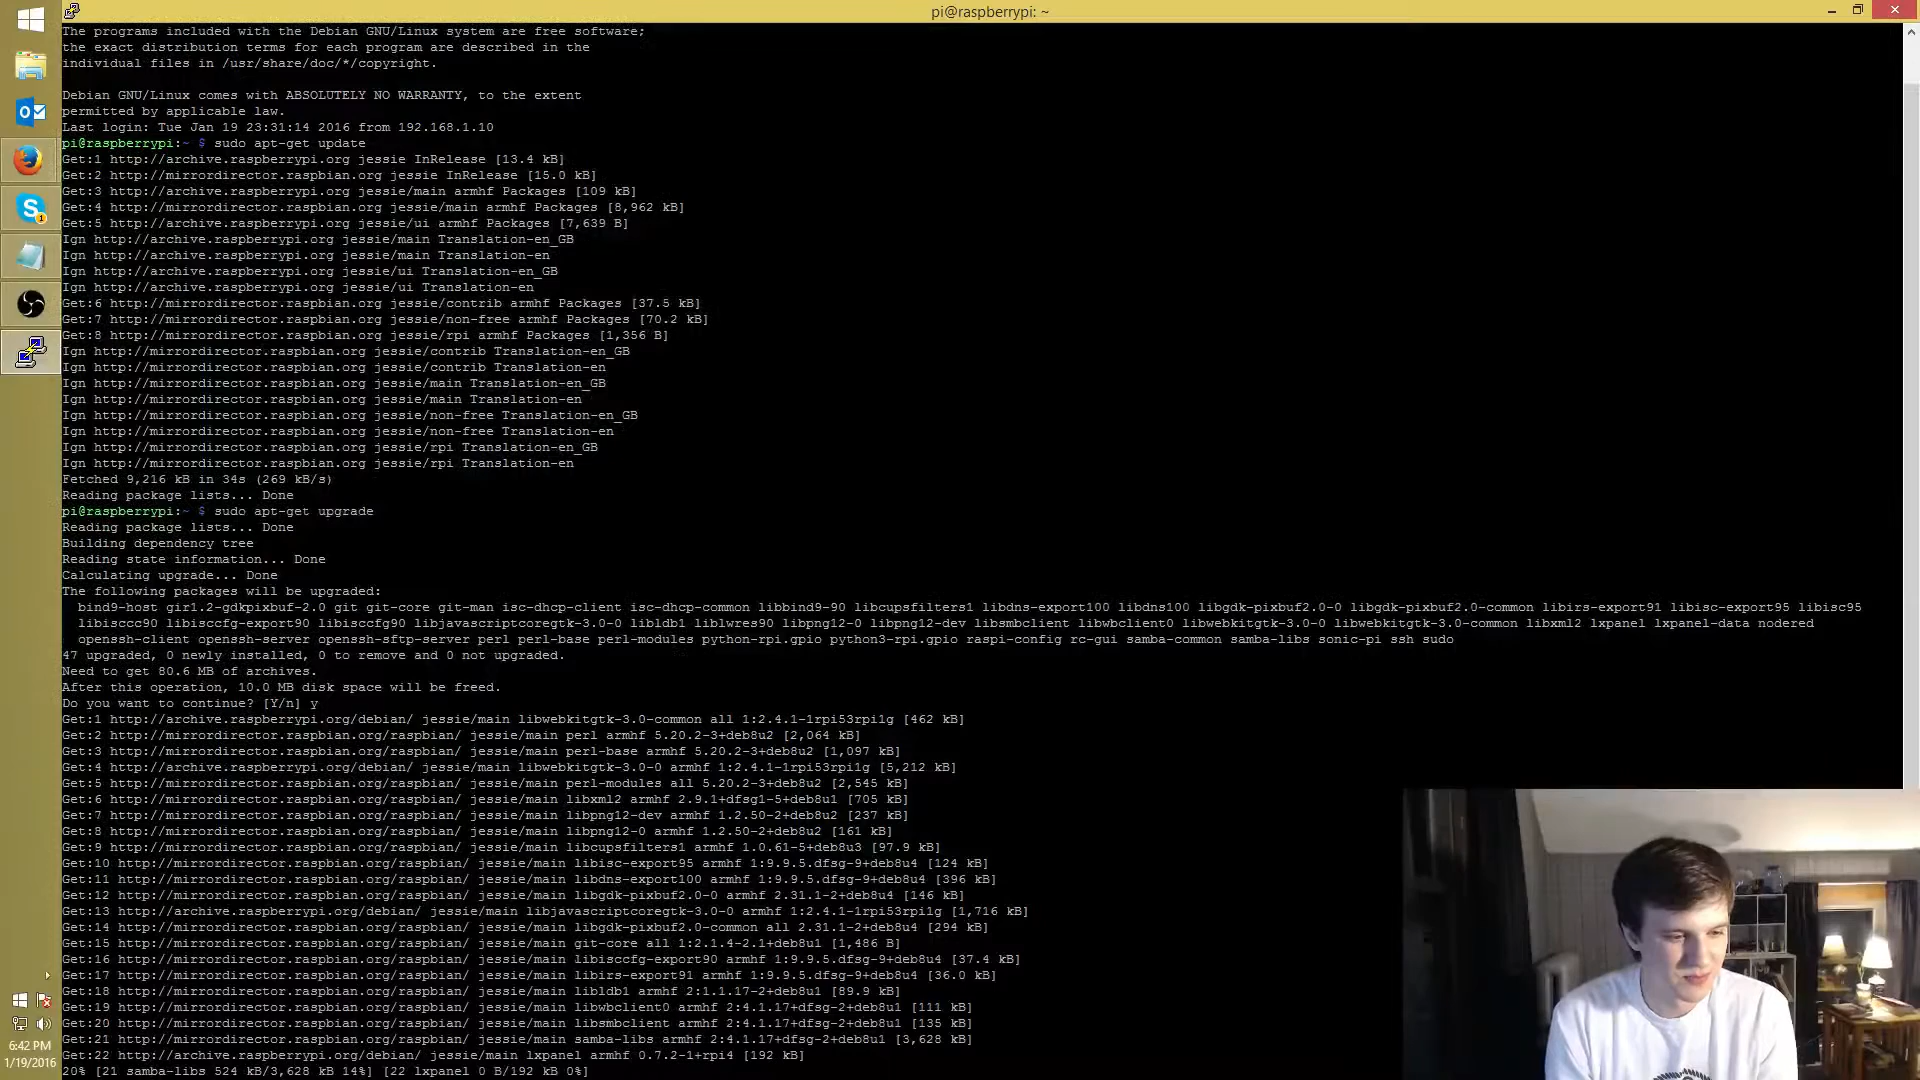 pi@raspberrypi: ~
The programs included with the Debian GNU/Linux system are free software;
the exact distribution terms for each program are described in the
individual files in /usr/share/doc/*/copyright.
Debian GNU/Linux comes with ABSOLUTELY NO WARRANTY, to the extent
permitted by applicable law.
Last login: Tue Jan 19 23:31:14 2016 from 192.168.1.10
pi@raspberrypi:~ $ sudo apt-get update
Get:1 http://archive.raspberrypi.org jessie InRelease [13.4 kB]
Get:2 http://mirrordirector.raspbian.org jessie InRelease [15.0 kB]
Get:3 http://archive.raspberrypi.org jessie/main armhf Packages [109 kB]
Get:4 http://mirrordirector.raspbian.org jessie/main armhf Packages [8,962 kB]
Get:5 http://archive.raspberrypi.org jessie/ui armhf Packages [7,639 B]
Ign http://archive.raspberrypi.org jessie/main Translation-en_GB
Ign http://archive.raspberrypi.org jessie/main Translation-en
Ign http://archive.raspberrypi.org jessie/ui Translation-en_GB
Ign http://archive.raspberrypi.org jessie/ui Translation-en
Get:6 http://mirrordirector.raspbian.org jessie/contrib armhf Packages [37.5 kB]
Get:7 http://mirrordirector.raspbian.org jessie/non-free armhf Packages [70.2 kB]
Get:8 http://mirrordirector.raspbian.org jessie/rpi armhf Packages [1,356 B]
Ign http://mirrordirector.raspbian.org jessie/contrib Translation-en_GB
Ign http://mirrordirector.raspbian.org jessie/contrib Translation-en
Ign http://mirrordirector.raspbian.org jessie/main Translation-en_GB
Ign http://mirrordirector.raspbian.org jessie/main Translation-en
Ign http://mirrordirector.raspbian.org jessie/non-free Translation-en_GB
Ign http://mirrordirector.raspbian.org jessie/non-free Translation-en
Ign http://mirrordirector.raspbian.org jessie/rpi Translation-en_GB
Ign http://mirrordirector.raspbian.org jessie/rpi Translation-en
Fetched 9,216 kB in 34s (269 kB/s)
Reading package lists... Done
pi@raspberrypi:~ $ sudo apt-get upgrade
Reading package lists... Done
Building dependency tree
Reading state information... Done
Calculating upgrade... Done
The following packages will be upgraded:
bind9-host gir1.2-gdkpixbuf-2.0 git git-core git-man isc-dhcp-client isc-dhcp-common libbind9-90 libcupsfilters1 libdns-export100 libdns100 libgdk-pixbuf2.0-0 libgdk-pixbuf2.0-common libirs-export91 libisc-export95 libisc95
libisccc90 libisccfg-export90 libisccfg90 libjavascriptcoregtk-3.0-0 libldb1 liblwres90 libpng12-0 libpng12-dev libsmbclient libwbclient0 libwebkitgtk-3.0-0 libwebkitgtk-3.0-common libxml2 lxpanel lxpanel-data nodered
openssh-client openssh-server openssh-sftp-server perl perl-base perl-modules python-rpi.gpio python3-rpi.gpio raspi-config rc-gui samba-common samba-libs sonic-pi ssh sudo
47 upgraded, 0 newly installed, 0 to remove and 0 not upgraded.
Need to get 80.6 MB of archives.
After this operation, 10.0 MB disk space will be freed.
Do you want to continue? [Y/n] y
Get:1 http://archive.raspberrypi.org/debian/ jessie/main libwebkitgtk-3.0-common all 1:2.4.1-1rpi53rpi1g [462 kB]
Get:2 http://mirrordirector.raspbian.org/raspbian/ jessie/main perl armhf 5.20.2-3+deb8u2 [2,064 kB]
Get:3 http://mirrordirector.raspbian.org/raspbian/ jessie/main perl-base armhf 5.20.2-3+deb8u2 [1,097 kB]
Get:4 http://archive.raspberrypi.org/debian/ jessie/main libwebkitgtk-3.0-0 armhf 1:2.4.1-1rpi53rpi1g [5,212 kB]
Get:5 http://mirrordirector.raspbian.org/raspbian/ jessie/main perl-modules all 5.20.2-3+deb8u2 [2,545 kB]
Get:6 http://mirrordirector.raspbian.org/raspbian/ jessie/main libxml2 armhf 2.9.1+dfsg1-5+deb8u1 [705 kB]
Get:7 http://mirrordirector.raspbian.org/raspbian/ jessie/main libpng12-dev armhf 1.2.50-2+deb8u2 [237 kB]
Get:8 http://mirrordirector.raspbian.org/raspbian/ jessie/main libpng12-0 armhf 1.2.50-2+deb8u2 [161 kB]
Get:9 http://mirrordirector.raspbian.org/raspbian/ jessie/main libcupsfilters1 armhf 1.0.61-5+deb8u3 [97.9 kB]
Get:10 http://mirrordirector.raspbian.org/raspbian/ jessie/main libisc-export95 armhf 1:9.9.5.dfsg-9+deb8u4 [124 kB]
Get:11 http://mirrordirector.raspbian.org/raspbian/ jessie/main libdns-export100 armhf 1:9.9.5.dfsg-9+deb8u4 [396 kB]
Get:12 http://mirrordirector.raspbian.org/raspbian/ jessie/main libgdk-pixbuf2.0-0 armhf 2.31.1-2+deb8u4 [146 kB]
Get:13 http://archive.raspberrypi.org/debian/ jessie/main libjavascriptcoregtk-3.0-0 armhf 1:2.4.1-1rpi53rpi1g [1,716 kB]
Get:14 http://mirrordirector.raspbian.org/raspbian/ jessie/main libgdk-pixbuf2.0-common all 2.31.1-2+deb8u4 [294 kB]
Get:15 http://mirrordirector.raspbian.org/raspbian/ jessie/main git-core all 1:2.1.4-2.1+deb8u1 [1,486 B]
Get:16 http://mirrordirector.raspbian.org/raspbian/ jessie/main libisccfg-export90 armhf 1:9.9.5.dfsg-9+deb8u4 [37.4 kB]
Get:17 http://mirrordirector.raspbian.org/raspbian/ jessie/main libirs-export91 armhf 1:9.9.5.dfsg-9+deb8u4 [36.0 kB]
Get:18 http://mirrordirector.raspbian.org/raspbian/ jessie/main libldb1 armhf 2:1.1.17-2+deb8u1 [89.9 kB]
Get:19 http://mirrordirector.raspbian.org/raspbian/ jessie/main libwbclient0 armhf 2:4.1.17+dfsg-2+deb8u1 [111 kB]
Get:20 http://mirrordirector.raspbian.org/raspbian/ jessie/main libsmbclient armhf 2:4.1.17+dfsg-2+deb8u1 [135 kB]
Get:21 http://mirrordirector.raspbian.org/raspbian/ jessie/main samba-libs armhf 2:4.1.17+dfsg-2+deb8u1 [3,628 kB]
Get:22 http://archive.raspberrypi.org/debian/ jessie/main lxpanel armhf 0.7.2-1+rpi4 [192 kB]
20% [21 samba-libs 524 kB/3,628 kB 14%] [22 lxpanel 0 B/192 kB 0%]
6:42 PM
1/19/2016